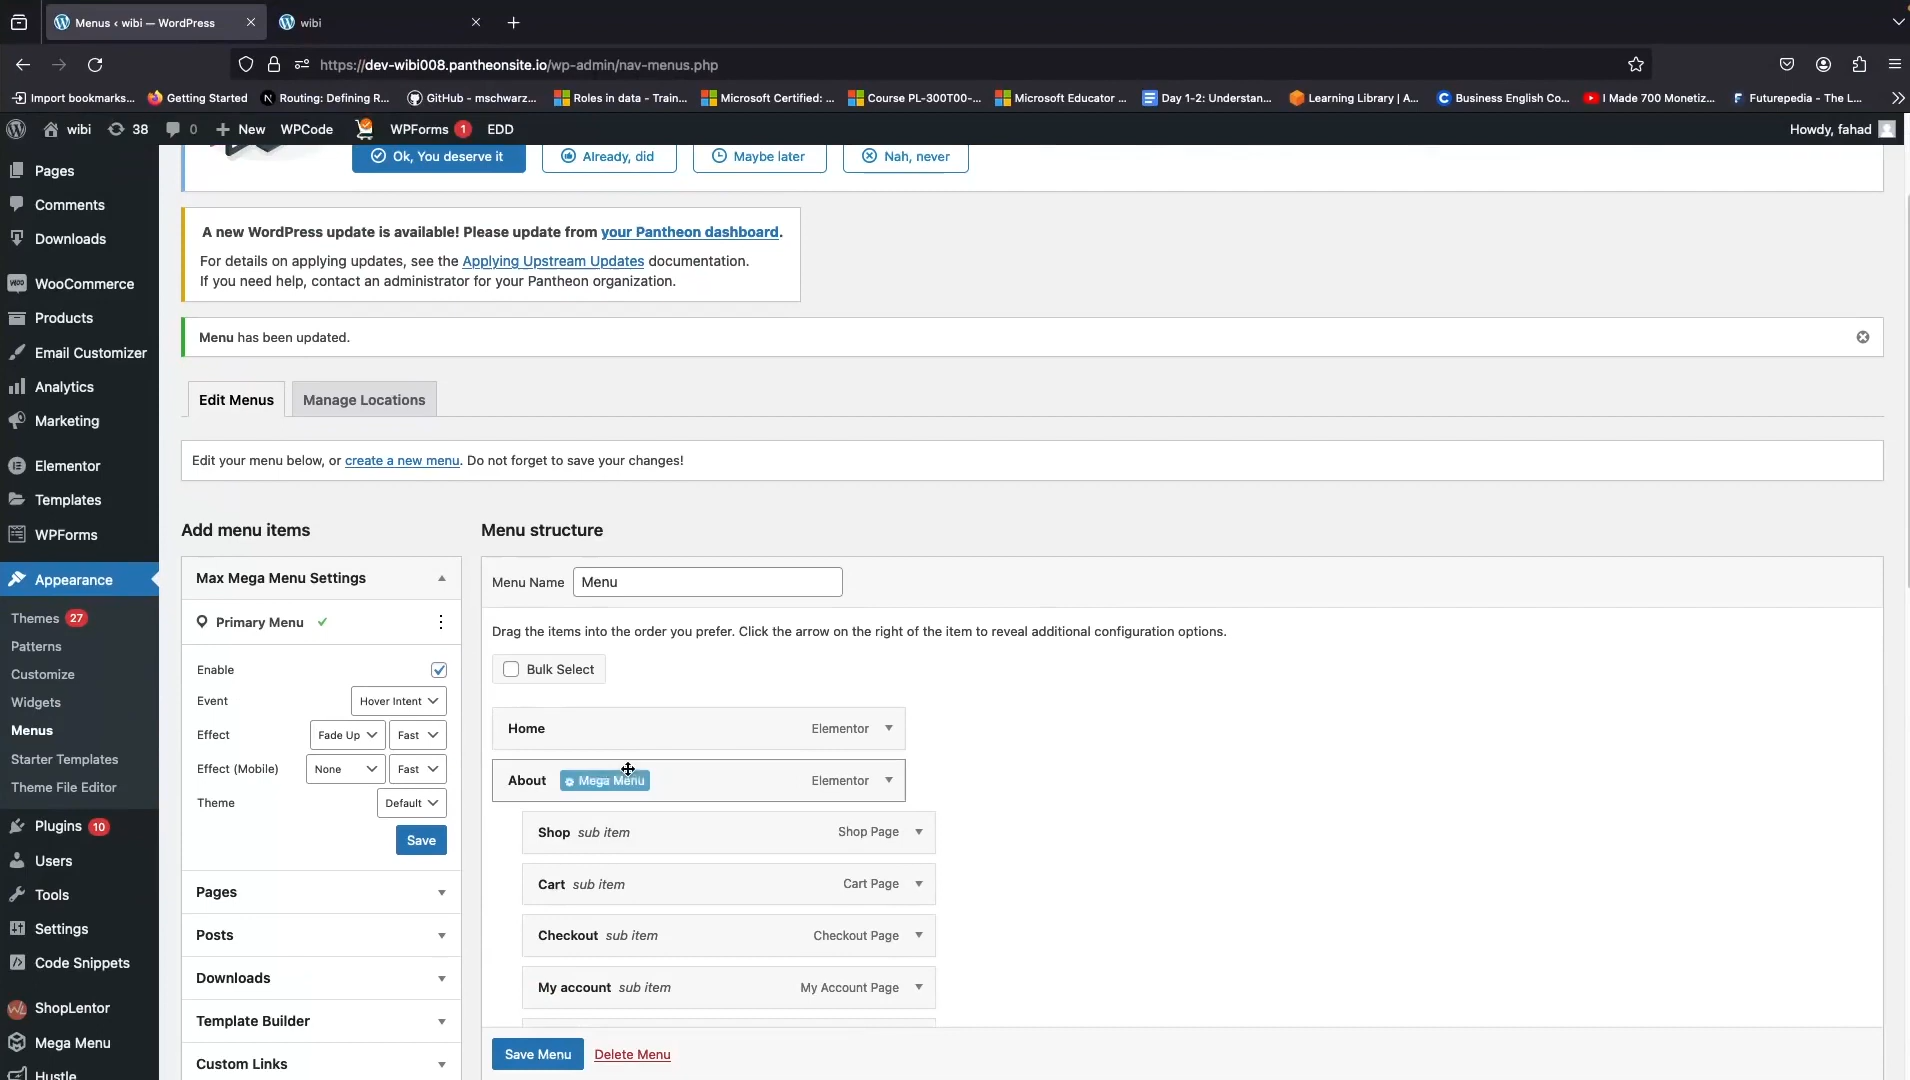 Menus ‹ wibi — WordPress
wibi
https://dev-wibi008.pantheonsite.io/wp-admin/nav-menus.php
Import bookmarks...
Getting Started
Routing: Defining R...
GitHub - mschwarz...
Roles in data - Train...
Microsoft Certified: ...
Course PL-300T00-...
Microsoft Educator ...
Day 1-2: Understan...
Learning Library | A...
Business English Co...
I Made 700 Monetiz...
Futurepedia - The L...
wibi
38
0
New
WPCode
WPForms 1
EDD
Howdy, fahad
Pages
Comments
Downloads
WooCommerce
Products
Email Customizer
Analytics
Marketing
Elementor
Templates
WPForms
Appearance
Themes 27
Patterns
Customize
Widgets
Menus
Starter Templates
Theme File Editor
Plugins 10
Users
Tools
Settings
Code Snippets
ShopLentor
Mega Menu
Hustle
Ok, You deserve it
Already, did
Maybe later
Nah, never
A new WordPress update is available! Please update from your Pantheon dashboard.
For details on applying updates, see the Applying Upstream Updates documentation.
If you need help, contact an administrator for your Pantheon organization.
Menu has been updated.
Edit Menus
Manage Locations
Edit your menu below, or create a new menu. Do not forget to save your changes!
Add menu items
Max Mega Menu Settings
Primary Menu
Enable
Event Hover Intent
Effect Fade Up Fast
Effect (Mobile) None Fast
Theme Default
Save
Pages
Posts
Downloads
Template Builder
Custom Links
Menu structure
Menu Name Menu
Drag the items into the order you prefer. Click the arrow on the right of the item to reveal additional configuration options.
Bulk Select
Home Elementor
About Mega Menu Elementor
Shop sub item Shop Page
Cart sub item Cart Page
Checkout sub item Checkout Page
My account sub item My Account Page
Save Menu
Delete Menu